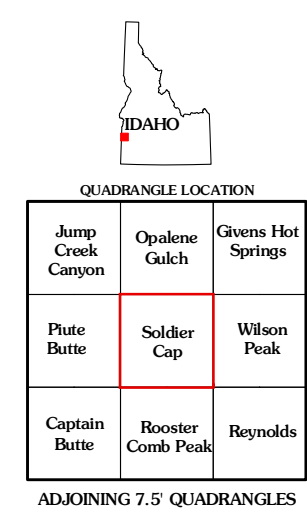 IDAHO
QUADRANGLE LOCATION
Jump
Creek
Canyon
Opalene
Gulch
Givens Hot
Springs
Piute
Butte
Soldier
Cap
Wilson
Peak
Captain
Butte
Rooster
Comb Peak
Reynolds
ADJOINING 7.5' QUADRANGLES